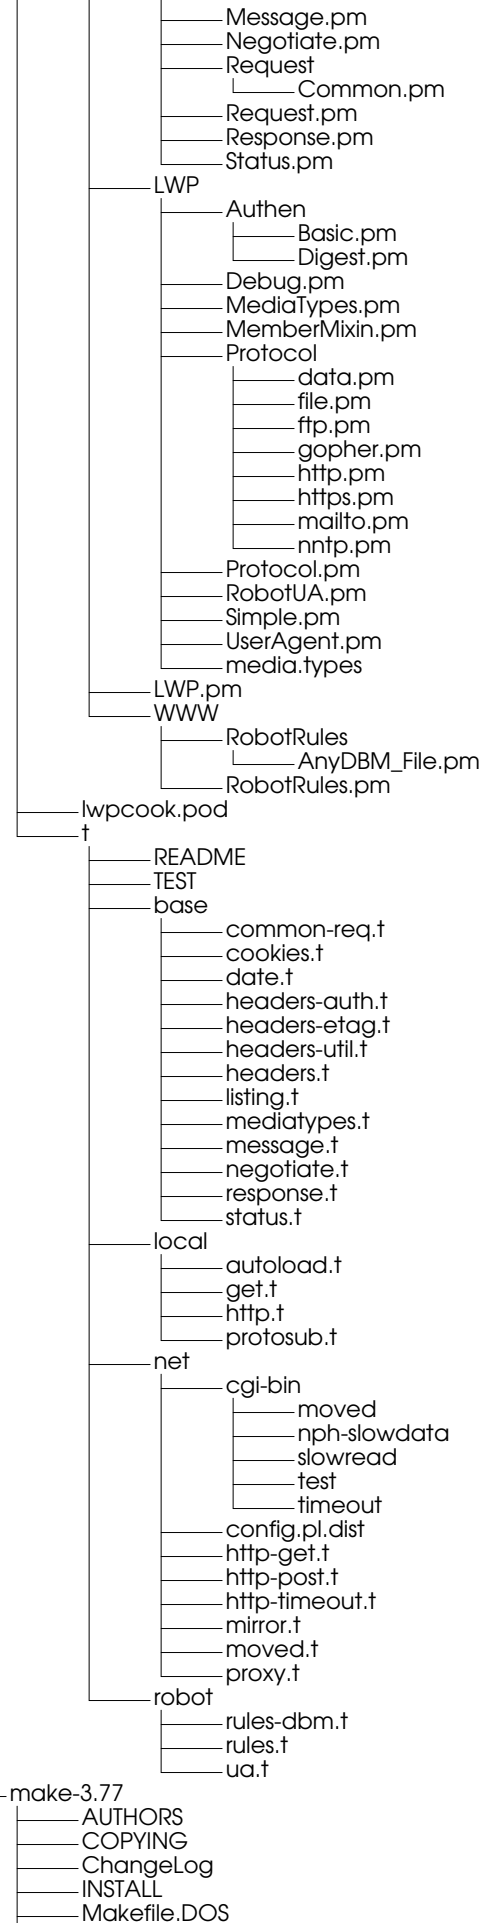 Message.pm
Negotiate.pm
Request
Common.pm
Request.pm
Response.pm
Status.pm
LWP
Authen
Basic.pm
Digest.pm
Debug.pm
MediaTypes.pm
MemberMixin.pm
Protocol
data.pm
file.pm
ftp.pm
gopher.pm
http.pm
https.pm
mailto.pm
nntp.pm
Protocol.pm
RobotUA.pm
Simple.pm
UserAgent.pm
media.types
LWP.pm
WWW
RobotRules
AnyDBM_File.pm
RobotRules.pm
lwpcook.pod
t
README
TEST
base
common-req.t
cookies.t
date.t
headers-auth.t
headers-etag.t
headers-util.t
headers.t
listing.t
mediatypes.t
message.t
negotiate.t
response.t
status.t
local
autoload.t
get.t
http.t
protosub.t
net
cgi-bin
moved
nph-slowdata
slowread
test
timeout
config.pl.dist
http-get.t
http-post.t
http-timeout.t
mirror.t
moved.t
proxy.t
robot
rules-dbm.t
rules.t
ua.t
make-3.77
AUTHORS
COPYING
ChangeLog
INSTALL
Makefile.DOS